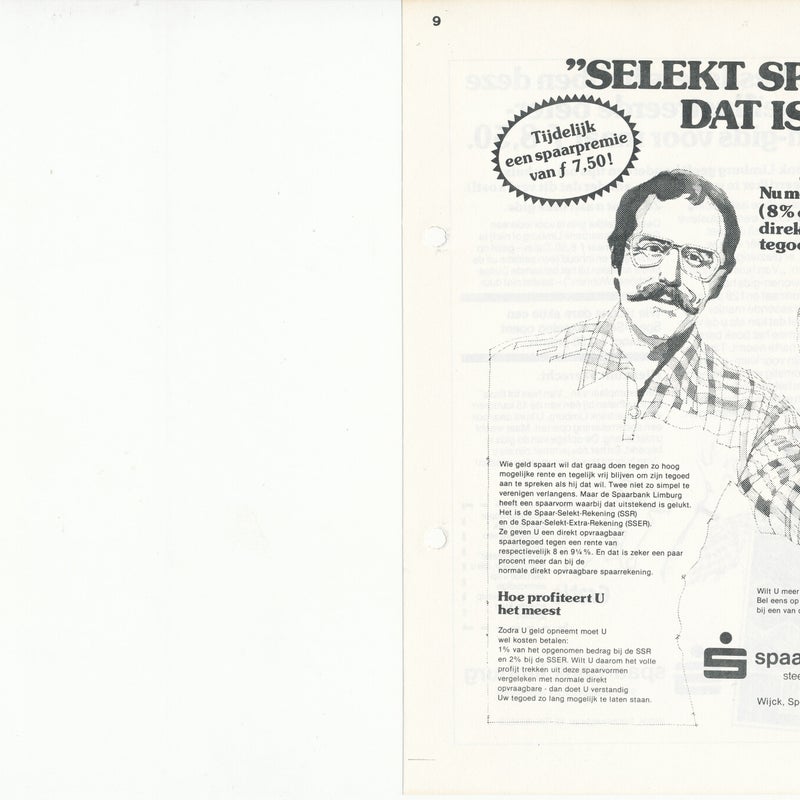 9
"SELEKT SP
DAT IS
Tijdelijk
een spaarpremie
van ƒ 7,50!
Nu m
(8%
direk
tego
Wie geld spaart wil dat graag doen tegen zo hoog
mogelijke rente en tegelijk vrij blijven om zijn tegoed
aan te spreken als hij dat wil. Twee niet zo simpel te
verenigen verlangens. Maar de Spaarbank Limburg
heeft een spaarvorm waarbij dat uitstekend is gelukt.
Het is de Spaar-Selekt-Rekening (SSR)
en de Spaar-Selekt-Extra-Rekening (SSER).
Ze geven U een direkt opvraagbaar
spaartegoed tegen een rente van
respectievelijk 8 en 9¼%. En dat is zeker een paar
procent meer dan bij de
normale direkt opvraagbare spaarrekening.
Hoe profiteert U
het meest
Zodra U geld opneemt moet U
wel kosten betalen:
1% van het opgenomen bedrag bij de SSR
en 2% bij de SSER. Wilt U daarom het volle
profijt trekken uit deze spaarvormen
vergeleken met normale direkt
opvraagbare - dan doet U verstandig
Uw tegoed zo lang mogelijk te laten staan.
Wilt U meer
Bel eens op
bij een van
spaa
stee
Wijck, Sp